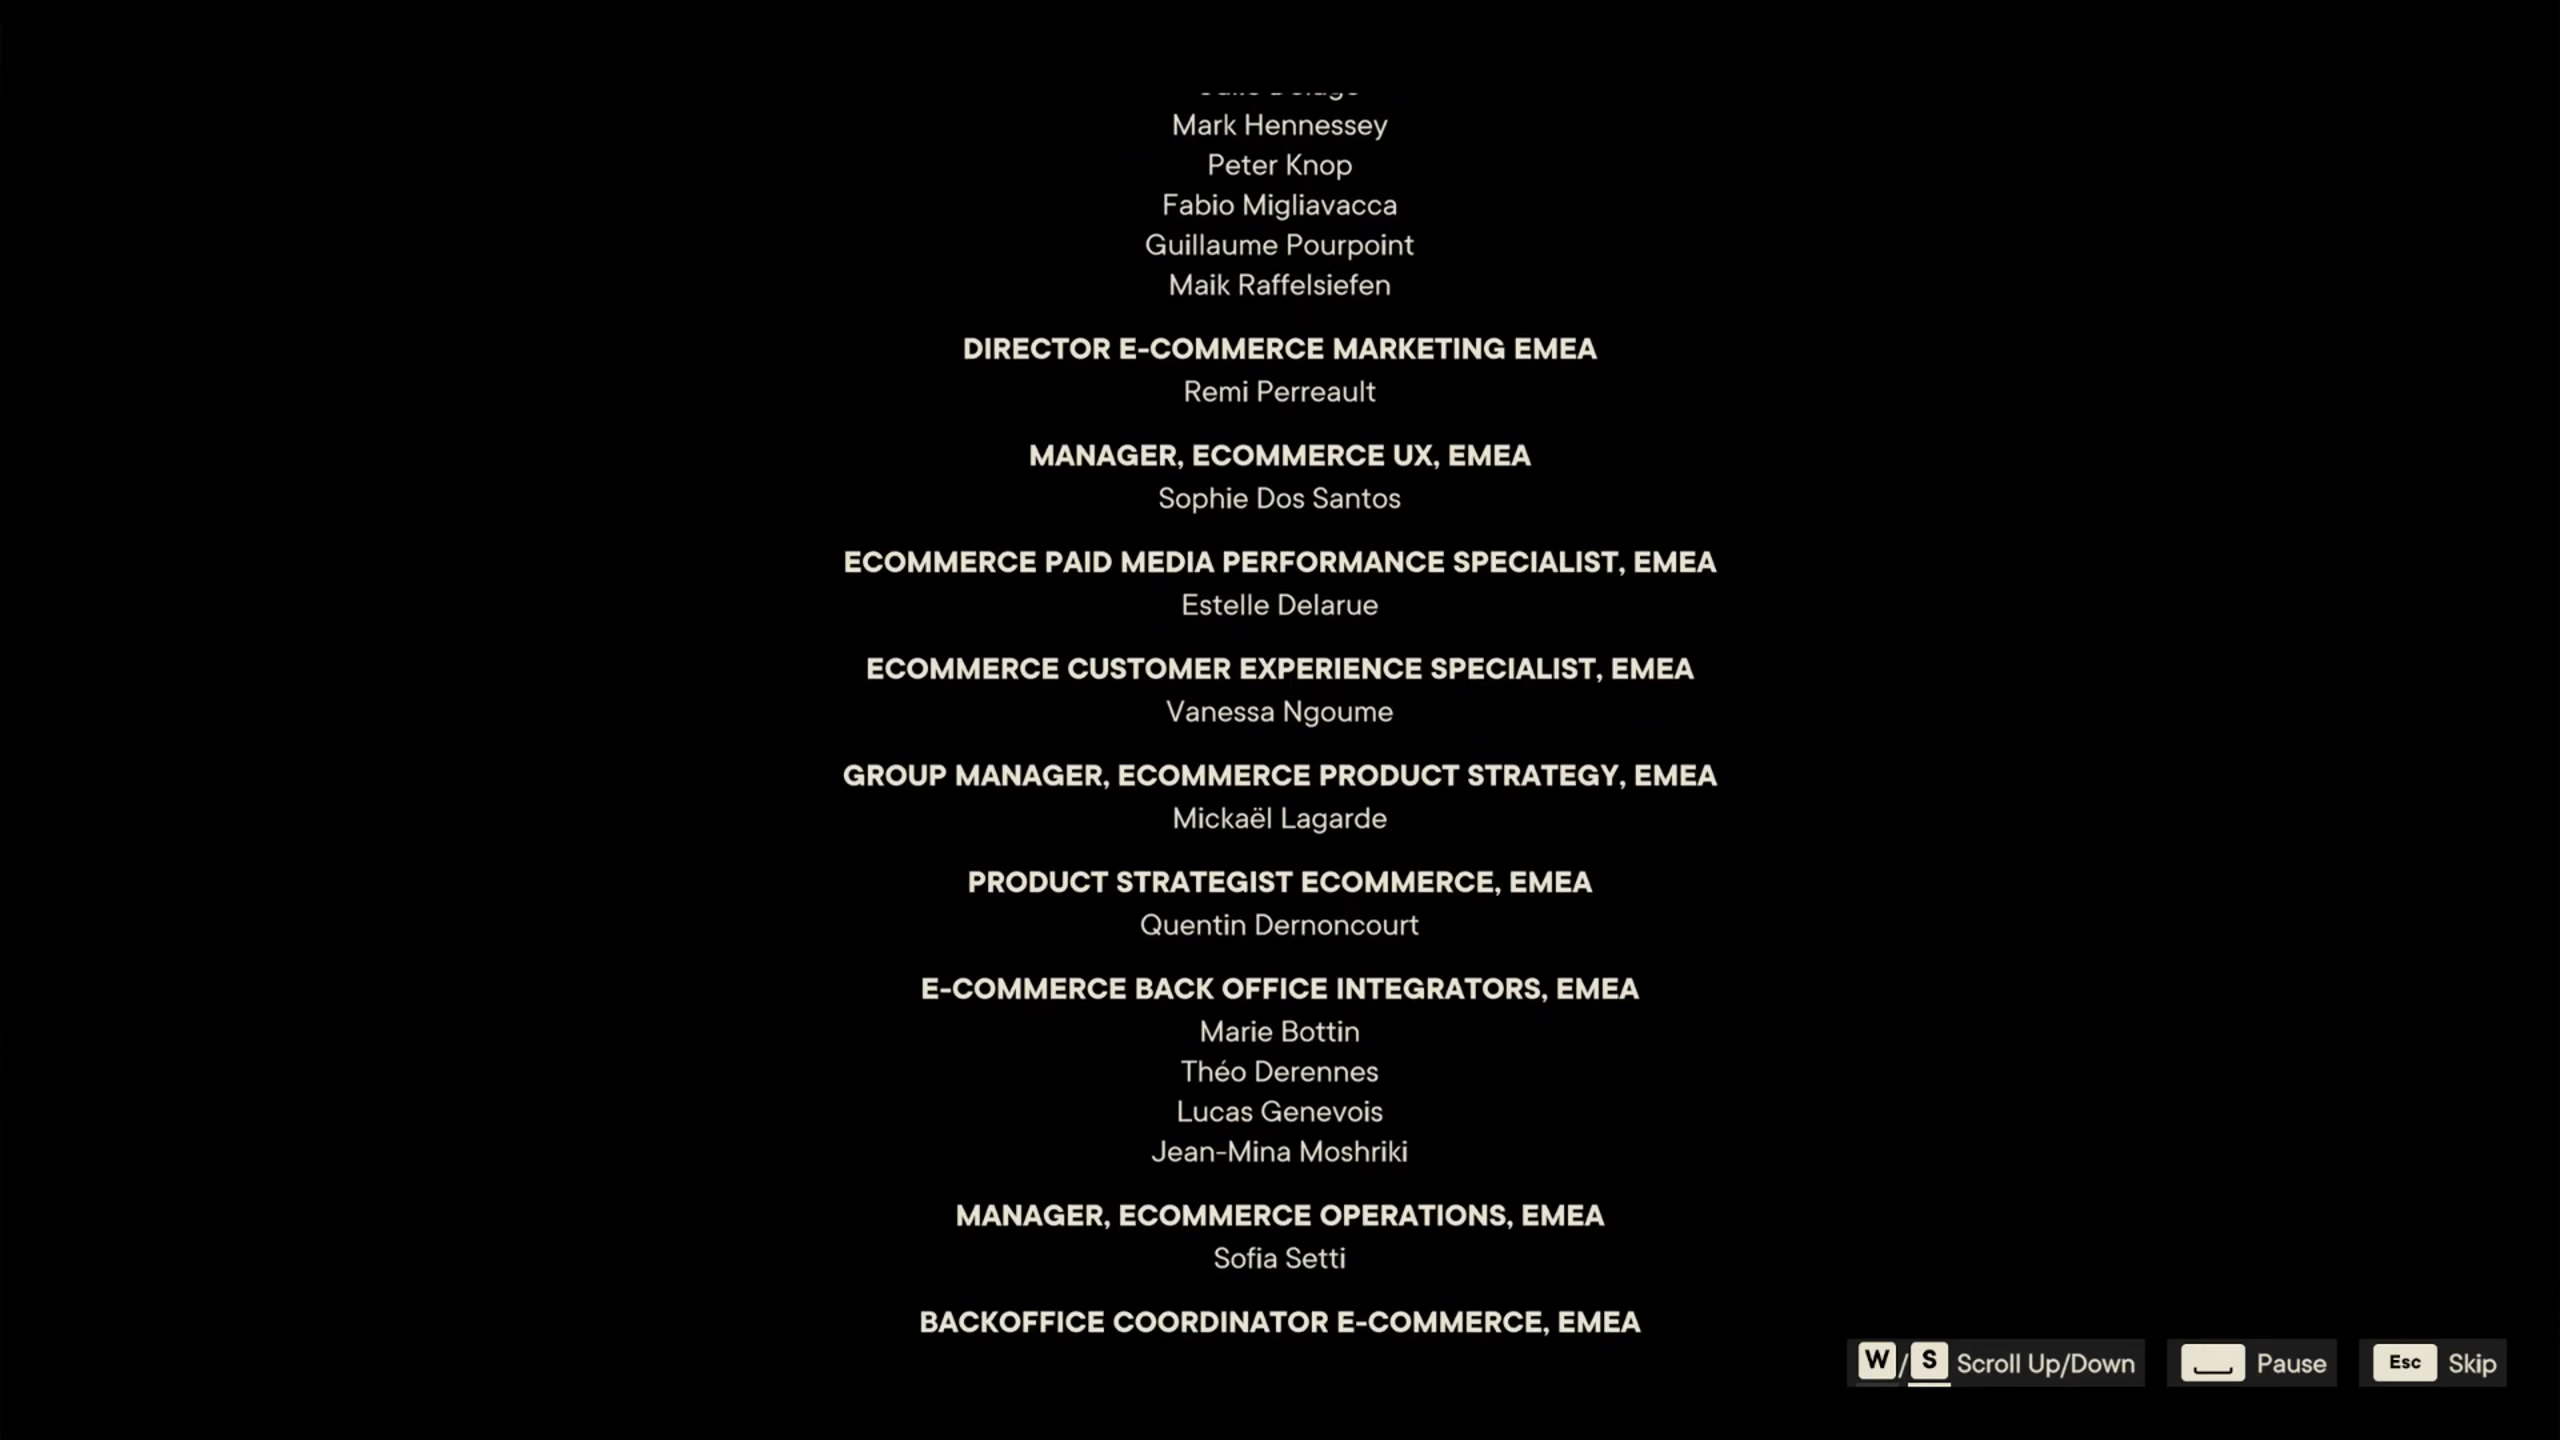 Mark Hennessey
Peter Knop
Fabio Migliavacca
Guillaume Pourpoint
Maik Raffelsiefen
DIRECTOR E-COMMERCE MARKETING EMEA
Remi Perreault
MANAGER, ECOMMERCE UX, EMEA
Sophie Dos Santos
ECOMMERCE PAID MEDIA PERFORMANCE SPECIALIST, EMEA
Estelle Delarue
ECOMMERCE CUSTOMER EXPERIENCE SPECIALIST, EMEA
Vanessa Ngoume
GROUP MANAGER, ECOMMERCE PRODUCT STRATEGY, EMEA
Mickaël Lagarde
PRODUCT STRATEGIST ECOMMERCE, EMEA
Quentin Dernoncourt
E-COMMERCE BACK OFFICE INTEGRATORS, EMEA
Marie Bottin
Théo Derennes
Lucas Genevois
Jean-Mina Moshriki
MANAGER, ECOMMERCE OPERATIONS, EMEA
Sofia Setti
BACKOFFICE COORDINATOR E-COMMERCE, EMEA
W/S Scroll Up/Down Pause Esc Skip